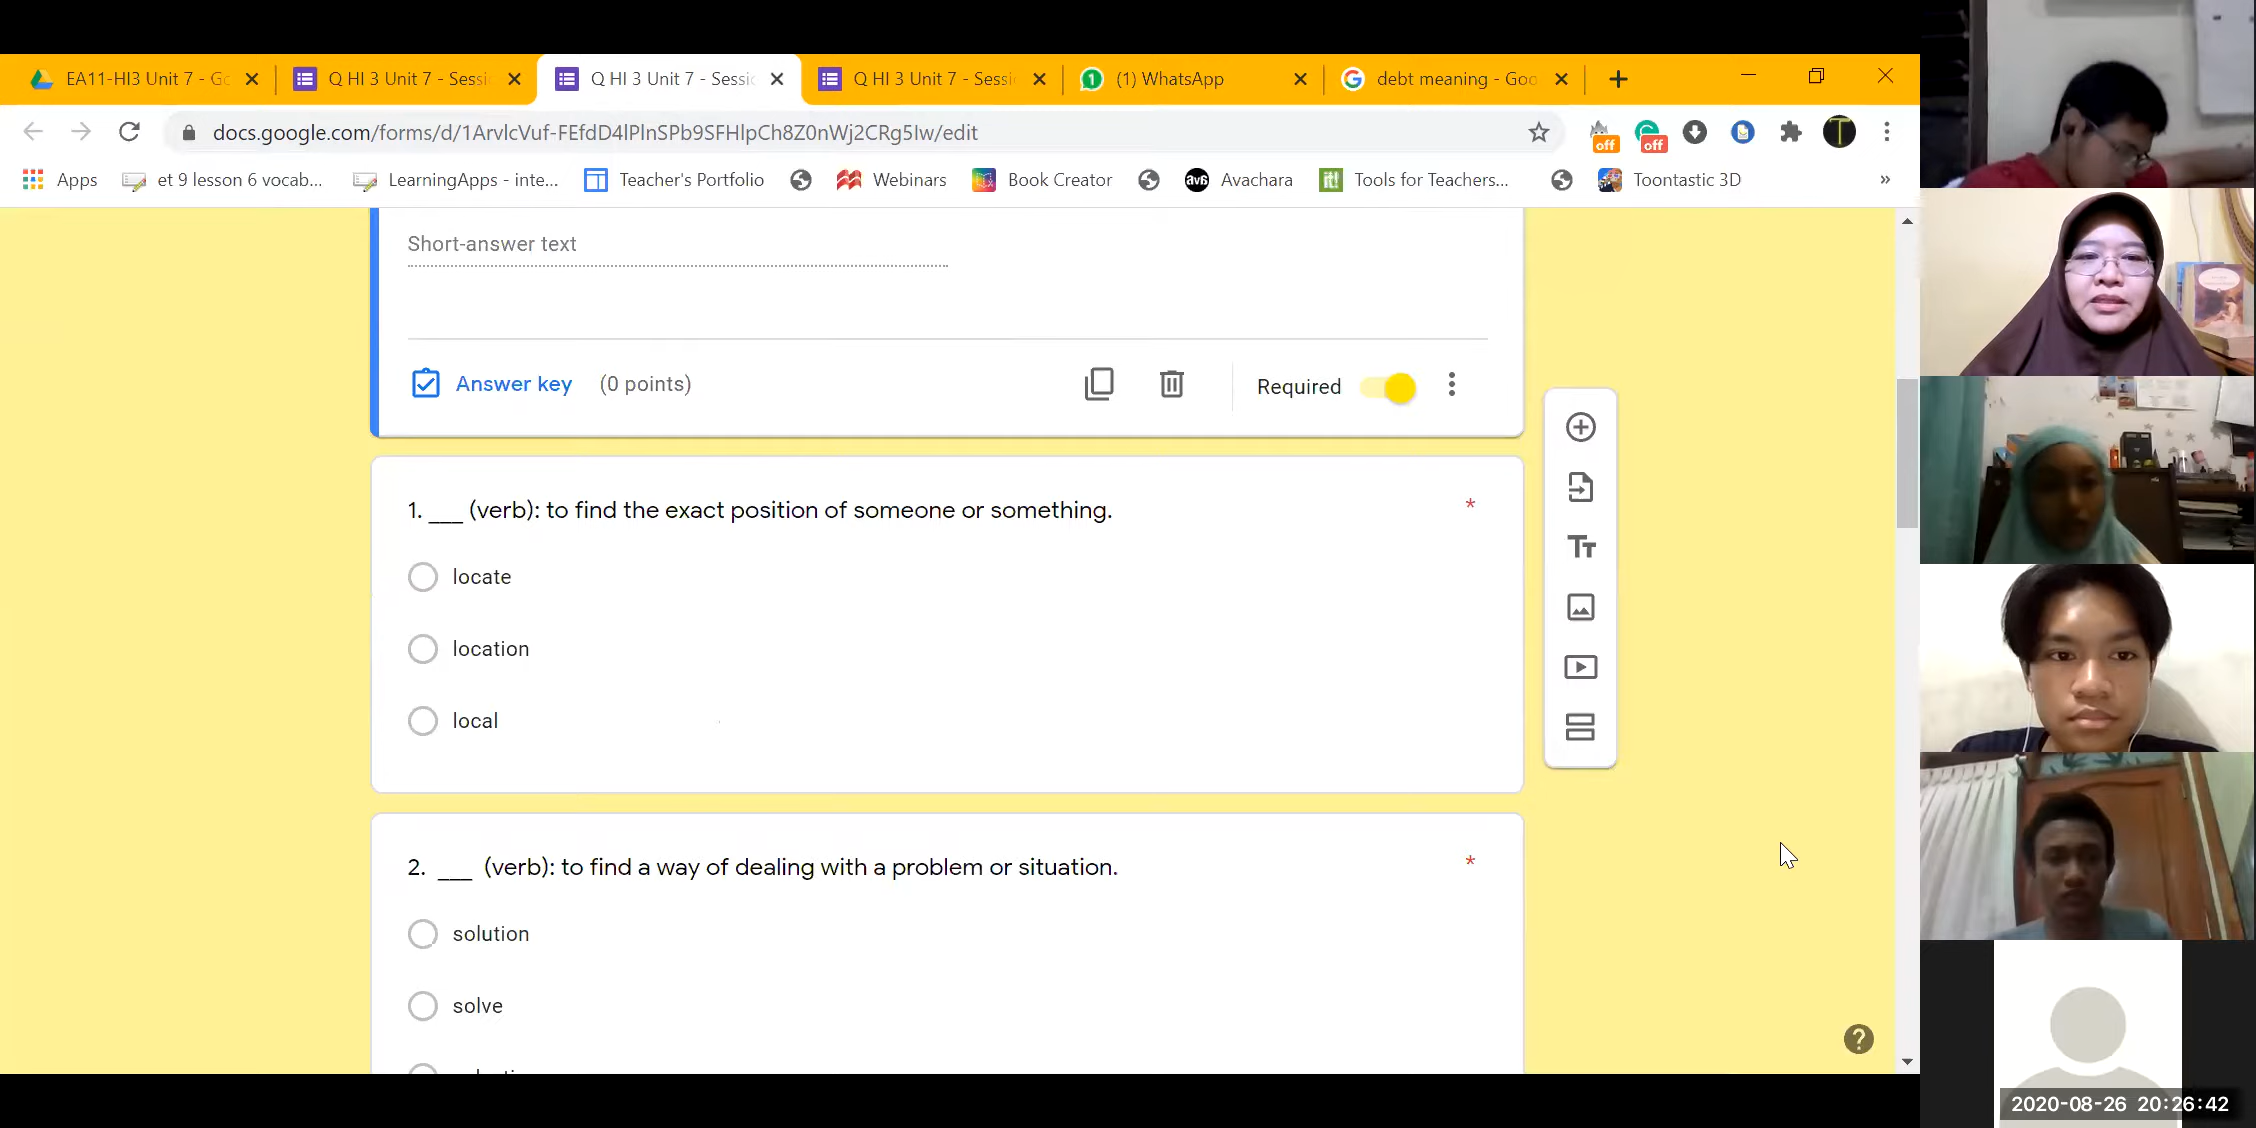 EA11-HI3 Unit 7 - Go
Q HI 3 Unit 7 - Sessi
Q HI 3 Unit 7 - Sessi
Q HI 3 Unit 7 - Sessi
(1) WhatsApp
debt meaning - Goo
docs.google.com/forms/d/1ArvlcVuf-FEfdD4lPlnSPb9SFHlpCh8Z0nWj2CRg5Iw/edit
off
off
T
Apps
et 9 lesson 6 vocab...
LearningApps - inte...
Teacher's Portfolio
Webinars
Book Creator
Avachara
Tools for Teachers...
Toontastic 3D
»
Short-answer text
Answer key (0 points)
Required
1. ___ (verb): to find the exact position of someone or something. *
locate
location
local
2. ___ (verb): to find a way of dealing with a problem or situation. *
solution
solve
2020-08-26 20:26:42